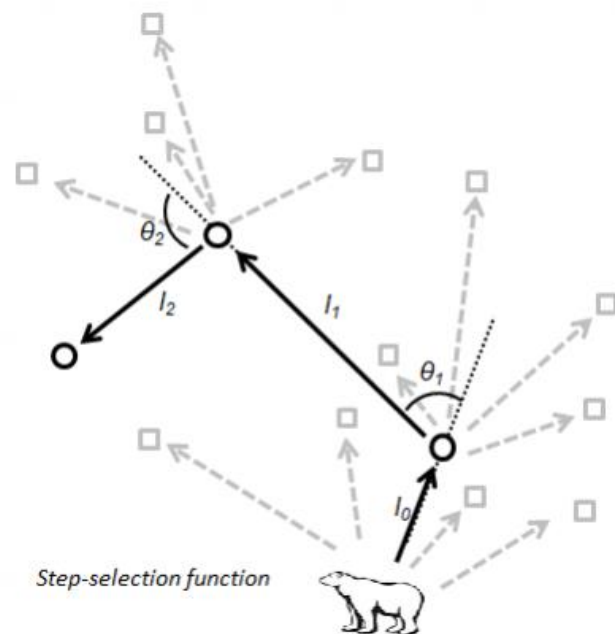 θ2
l2
l1
θ1
l0
Step-selection function